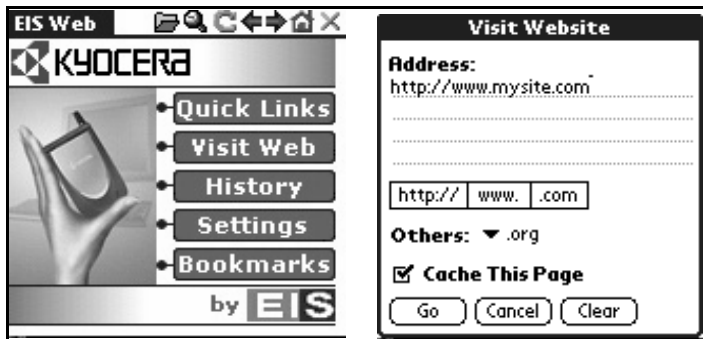 EIS Web
KYOCERA
Quick Links
Visit Web
History
Settings
Bookmarks
by EIS
Visit Website
Address:
http://www.mysite.com
http:// www. .com
Others: .org
Cache This Page
Go Cancel Clear